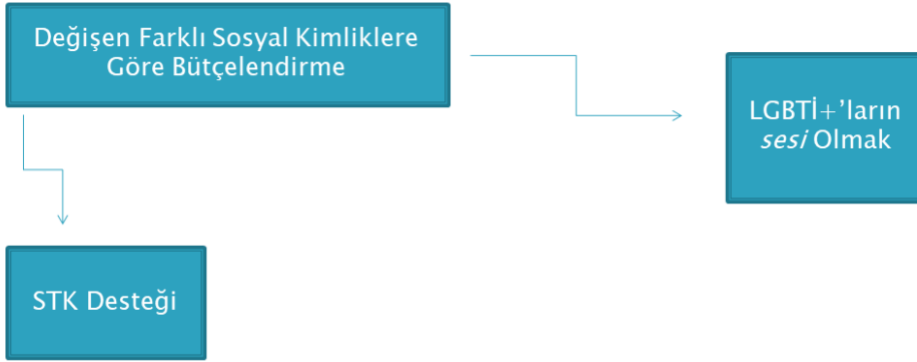 Değişen Farklı Sosyal Kimliklere
Göre Bütçelendirme
LGBTİ+’ların
sesi Olmak
STK Desteği